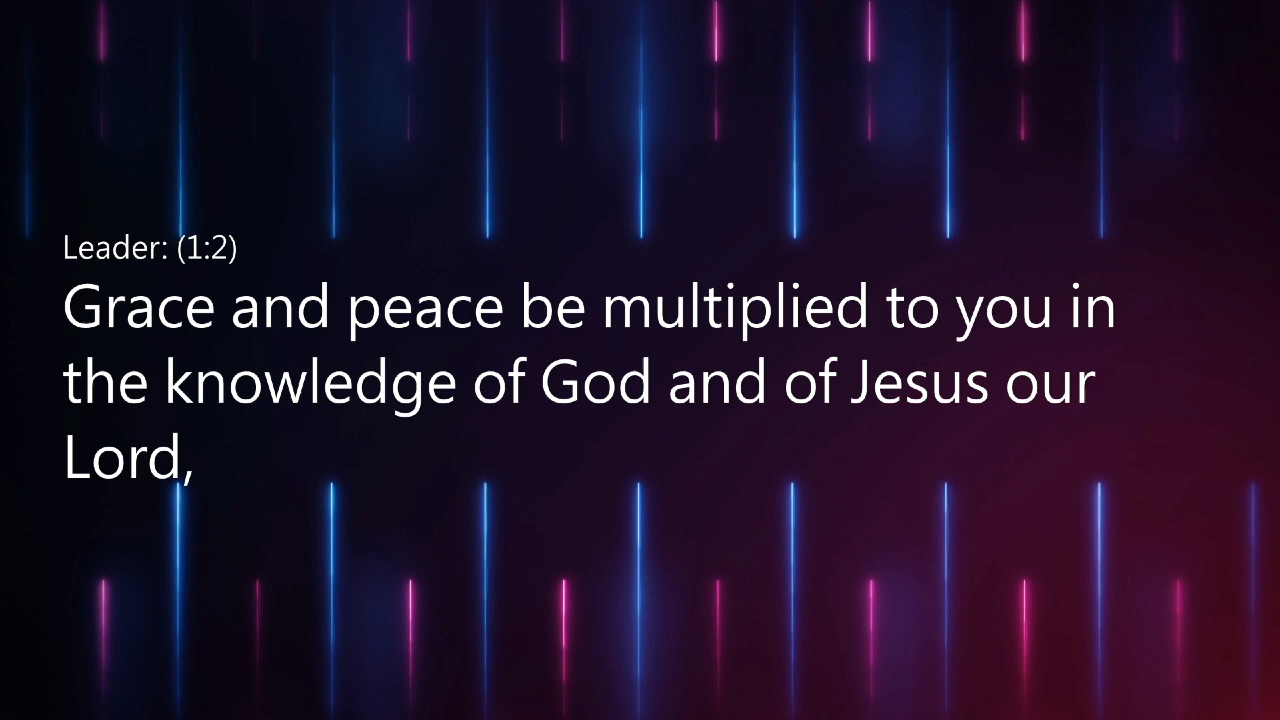 Leader: (1:2)
Grace and peace be multiplied to you in
the knowledge of God and of Jesus our
Lord,